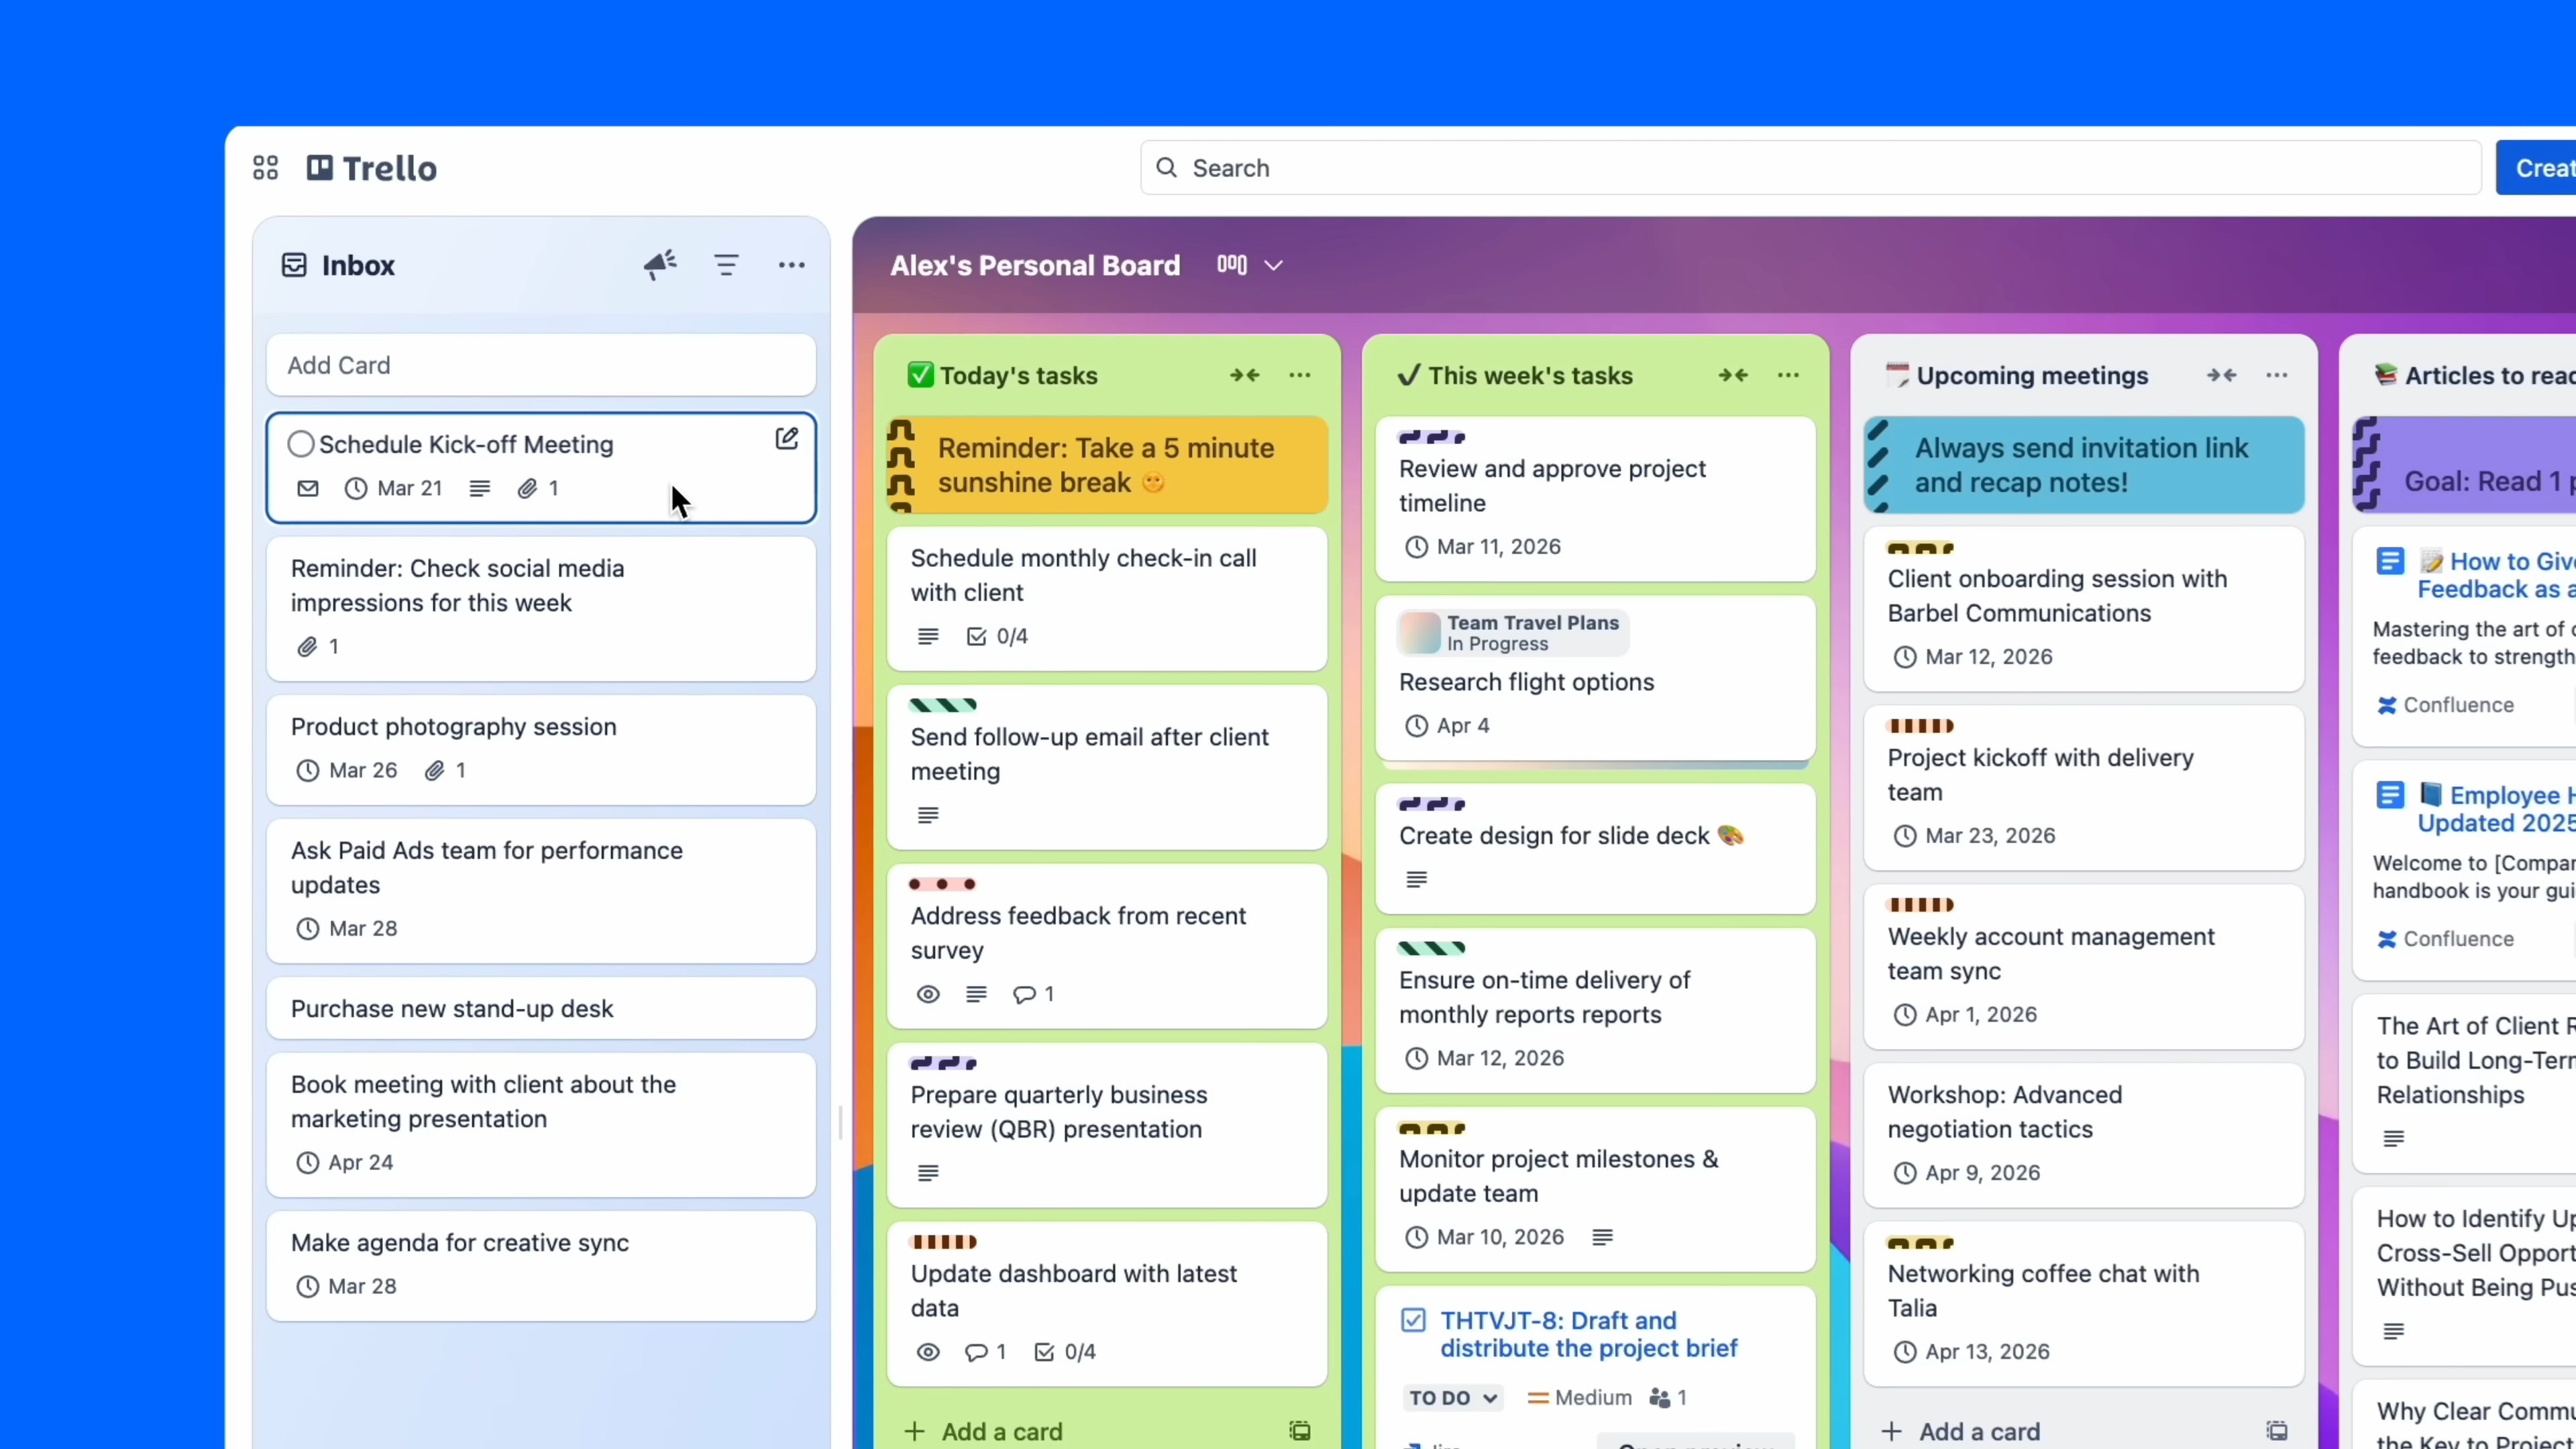 Trello
Search
Inbox
Add Card
Schedule Kick-off Meeting
Mar 21
1
Reminder: Check social media
impressions for this week
1
Product photography session
Mar 26
1
Ask Paid Ads team for performance
updates
Mar 28
Purchase new stand-up desk
Book meeting with client about the
marketing presentation
Apr 24
Make agenda for creative sync
Mar 28
Alex's Personal Board
Today's tasks
Reminder: Take a 5 minute
sunshine break 🌞
Schedule monthly check-in call
with client
0/4
Send follow-up email after client
meeting
Address feedback from recent
survey
1
Prepare quarterly business
review (QBR) presentation
Update dashboard with latest
data
1 0/4
+ Add a card
This week's tasks
Review and approve project
timeline
Mar 11, 2026
Team Travel Plans
In Progress
Research flight options
Apr 4
Create design for slide deck 🎨
Ensure on-time delivery of
monthly reports reports
Mar 12, 2026
Monitor project milestones &
update team
Mar 10, 2026
THTVJT-8: Draft and
distribute the project brief
TO DO
Medium
1
Upcoming meetings
Always send invitation link
and recap notes!
Client onboarding session with
Barbel Communications
Mar 12, 2026
Project kickoff with delivery
team
Mar 23, 2026
Weekly account management
team sync
Apr 1, 2026
Workshop: Advanced
negotiation tactics
Apr 9, 2026
Networking coffee chat with
Talia
Apr 13, 2026
+ Add a card
Articles to
Goal: Read 1
How to
Feedback as
Mastering the art of
feedback to
Confluence
Employee
Updated 2025
Welcome to
handbook is your
Confluence
The Art of Client
to Build
Relationships
How to Identify
Cross-Sell
Without Being
Why Clear
the Key to